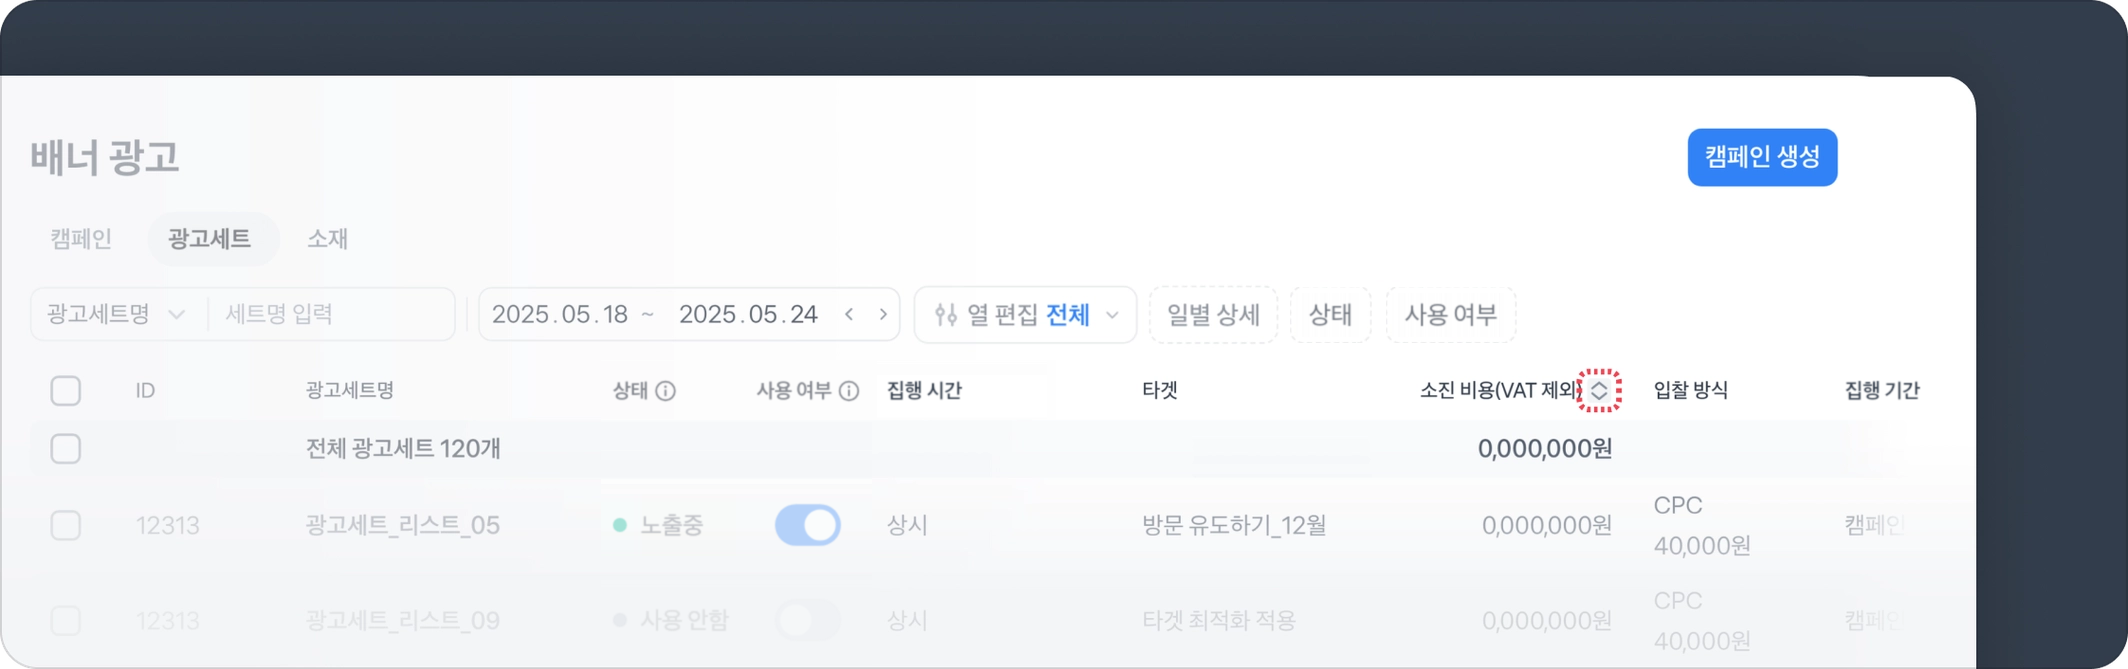 배너 광고
캠페인 생성
캠페인 광고세트 소재
광고세트명 세트명 입력 2025.05.18 ~ 2025.05.24 열 편집 전체 일별 상세 상태 사용 여부
ID 광고세트명 상태 사용 여부 집행 시간 타겟 소진 비용(VAT 제외) 입찰 방식 집행 기간
전체 광고세트 120개 0,000,000원
12313 광고세트_리스트_05 노출중 상시 방문 유도하기_12월 0,000,000원 CPC 캠페인
40,000원
12313 광고세트_리스트_09 사용 안함 상시 타겟 최적화 적용 0,000,000원 CPC 캠페인
40,000원